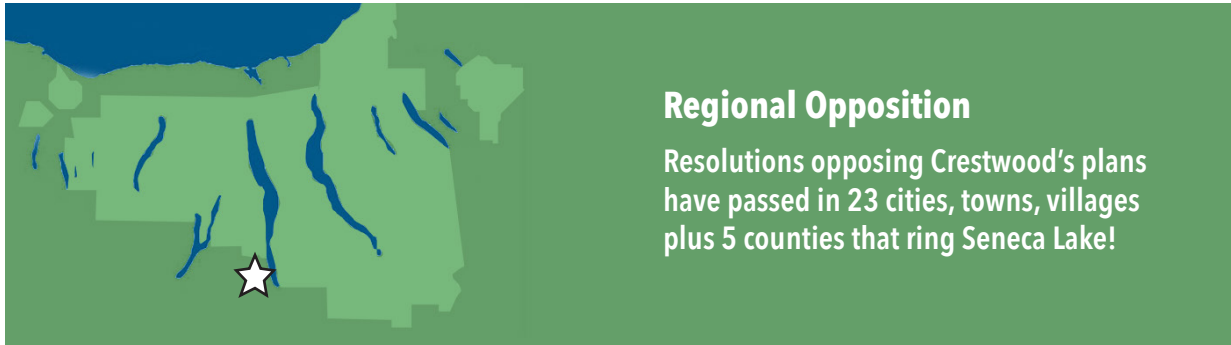 Regional Opposition
Resolutions opposing Crestwood’s plans
have passed in 23 cities, towns, villages
plus 5 counties that ring Seneca Lake!